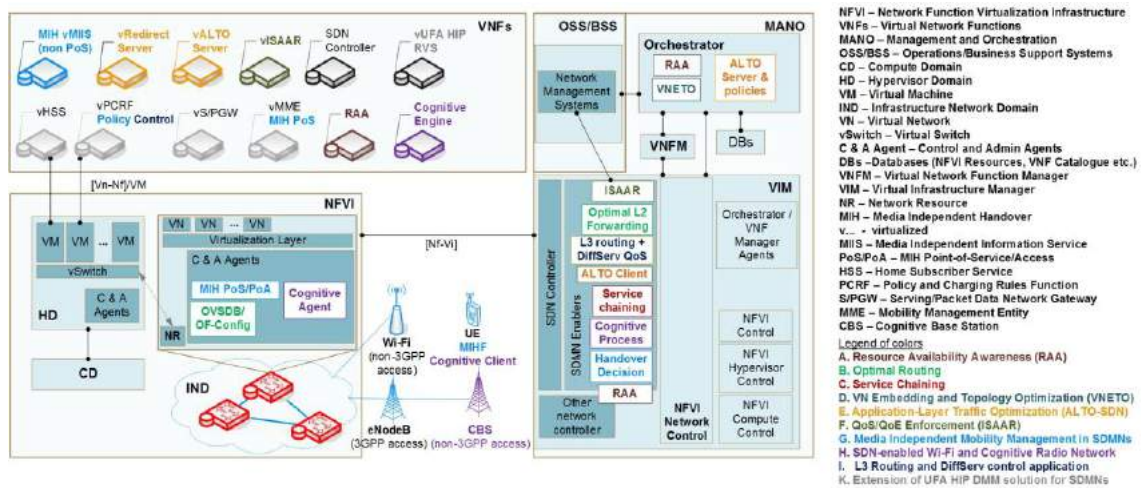 VNFs
MIH vMIIS
(non PoS)
vRedirect
Server
vALTO
Server
vISAAR
SDN
Controller
vUFA HIP
RVS
vHSS
vPCRF
Policy Control
vS/PGW
vMME
MIH PoS
RAA
Cognitive
Engine
[Vn-Nf]/VM
OSS/BSS
Network
Management
Systems
MANO
Orchestrator
RAA
VNETO
ALTO
Server &
policies
VNFM
DBs
NFVI
VM
VM
...
VM
vSwitch
C & A
Agents
HD
CD
VN
VN
...
VN
Virtualization Layer
C & A Agents
MIH PoS/PoA
OVSDB/
OF-Config
Cognitive
Agent
NR
IND
[Nf-Vi]
Wi-Fi
(non-3GPP
access)
UE
MIHF
Cognitive Client
eNodeB
(3GPP access)
CBS
(non-3GPP access)
VIM
SDN Controller
SDMN Enablers
ISAAR
Optimal L2
Forwarding
L3 routing +
DiffServ QoS
ALTO Client
Service
chaining
Cognitive
Process
Handover
Decision
RAA
Other
network
controller
NFVI
Network
Control
Orchestrator /
VNF
Manager
Agents
NFVI
Control
NFVI
Hypervisor
Control
NFVI
Compute
Control
NFVI – Network Function Virtualization Infrastructure
VNFs – Virtual Network Functions
MANO – Management and Orchestration
OSS/BSS – Operations/Business Support Systems
CD – Compute Domain
HD – Hypervisor Domain
VM – Virtual Machine
IND – Infrastructure Network Domain
VN – Virtual Network
vSwitch – Virtual Switch
C & A Agent – Control and Admin Agents
DBs –Databases (NFVI Resources, VNF Catalogue etc.)
VNFM – Virtual Network Function Manager
VIM – Virtual Infrastructure Manager
NR – Network Resource
MIH – Media Independent Handover
v... - virtualized
MIIS – Media Independent Information Service
PoS/PoA – MIH Point-of-Service/Access
HSS – Home Subscriber Service
PCRF – Policy and Charging Rules Function
S/PGW – Serving/Packet Data Network Gateway
MME – Mobility Management Entity
CBS – Cognitive Base Station
Legend of colors
A. Resource Availability Awareness (RAA)
B. Optimal Routing
C. Service Chaining
D. VN Embedding and Topology Optimization (VNETO)
E. Application-Layer Traffic Optimization (ALTO-SDN)
F. QoS/QoE Enforcement (ISAAR)
G. Media Independent Mobility Management in SDMNs
H. SDN-enabled Wi-Fi and Cognitive Radio Network
I. L3 Routing and DiffServ control application
K. Extension of UFA HIP DMM solution for SDMNs